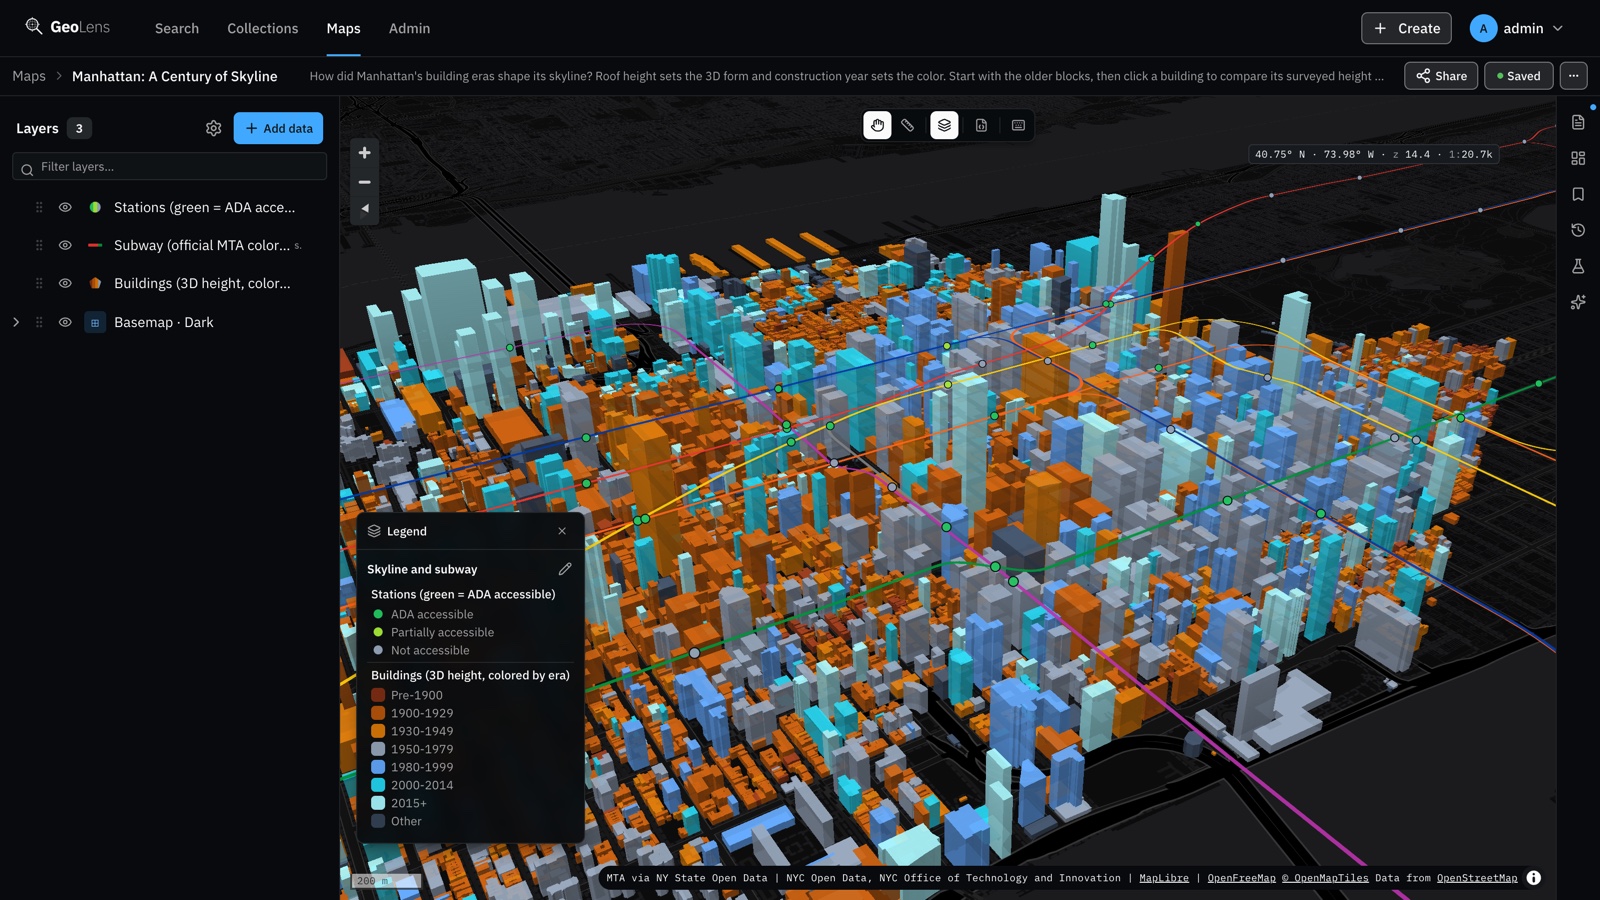 GeoLens
Search
Collections
Maps
Admin
Create
A
admin
Maps
Manhattan: A Century of Skyline
How did Manhattan's building eras shape its skyline? Roof height sets the 3D form and construction year sets the color. Start with the older blocks, then click a building to compare its surveyed height ...
Share
Saved
Layers 3
Add data
Filter layers...
Stations (green = ADA acce...
Subway (official MTA color... s.
Buildings (3D height, color...
Basemap · Dark
40.75° N · 73.98° W · z 14.4 · 1:20.7k
Legend
Skyline and subway
Stations (green = ADA accessible)
ADA accessible
Partially accessible
Not accessible
Buildings (3D height, colored by era)
Pre-1900
1900-1929
1930-1949
1950-1979
1980-1999
2000-2014
2015+
Other
200 m
MTA via NY State Open Data | NYC Open Data, NYC Office of Technology and Innovation | MapLibre | OpenFreeMap © OpenMapTiles Data from OpenStreetMap